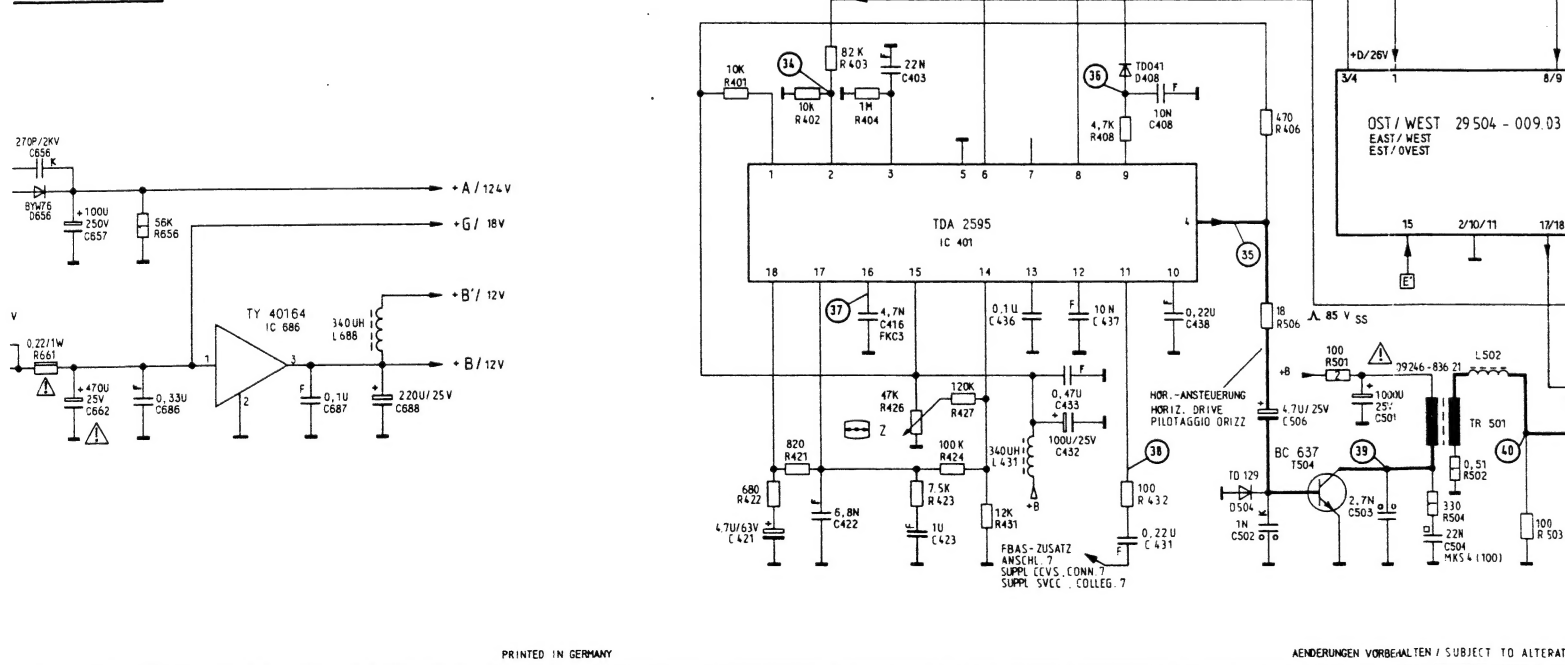 270P/2KV
C656
K
BYW76
D656
+ 100U
250V
C657
56K
R656
+A / 124V
+G / 18V
+B'/ 12V
+B/12V
V
0,22/1W
R661
+ 470U
25V
C662
F
0,33U
C686
TY 40164
IC 686
1
3
2
F
0,1U
C687
340UH
L688
+
220U/25V
C688
10K
R401
34
82K
R403
10K
R402
F
22N
C403
1M
R404
36
TD041
D408
F
10N
C408
4,7K
R408
470
R406
1
2
3
5
6
7
8
9
TDA 2595
IC 401
4
35
18
17
16
15
14
13
12
11
10
37
4,7N
C416
FKC3
0,1U
C436
F
10N
C437
F
0,22U
C438
18
R506
85 VSS
+D/26V
3/4
1
8/9
OST / WEST 29504 - 009.03
EAST / WEST
EST / OVEST
15
2/10/11
17/18
E'
47K
R426
Z
120K
R427
F
0,47U
C433
+
100U/25V
C432
340UH
L431
+B
820
R421
100K
R424
680
R422
4,7U/63V
C421
+
F
6,8N
C422
7.5K
R423
F
1U
C423
12K
R431
38
100
R432
0,22U
C431
F
FBAS-ZUSATZ
ANSCHL. 7
SUPPL CCVS . CONN. 7
SUPPL SVCC . COLLEG. 7
HOR.-ANSTEUERUNG
HORIZ. DRIVE
PILOTAGGIO ORIZZ
+
4.7U/25V
C506
+B
100
R501
2
+
1000U
25V
C501
09246-836 21
L502
TR 501
BC 637
T504
39
40
TD 129
D504
K
1N
C502
2,7N
C503
0,51
R502
330
R504
22N
C504
MKS4 (100)
100
R503
PRINTED IN GERMANY
AENDERUNGEN VORBEHALTEN / SUBJECT TO ALTERAT